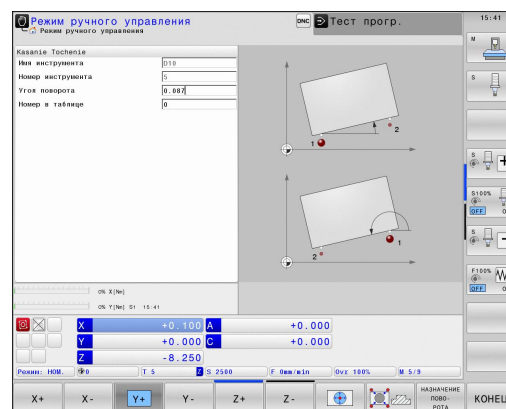 Режим ручного управления
Режим ручного управления
DNC
Тест прогр.
15:41
Kasanie Tochenie
Имя инструмента D10
Номер инструмента 5
Угол поворота 0.087
Номер в таблице 0
1
2
1
2
M
S
S
S100%
OFF
S
F100%
OFF
0% X[Nm]
0% Y[Nm] S1 15:41
X +0.100 A +0.000
Y +0.000 C +0.000
Z -8.250
Режим: НОМ. 0 T 5 Z S 2500 F 0mm/min Ovr 100% M 5/9
X+
X-
Y+
Y-
Z+
Z-
НАЗНАЧЕНИЕ
ПОВО-
РОТА
КОНЕЦ